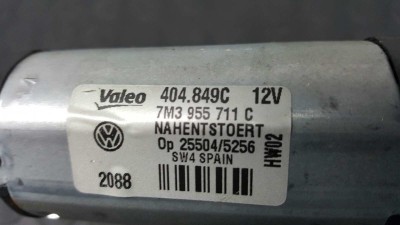 Valeo 404.849C 12V
7M3 955 711 C
NAHENTSTOERT
Op 25504/5256
SW4 SPAIN
2088
HW02